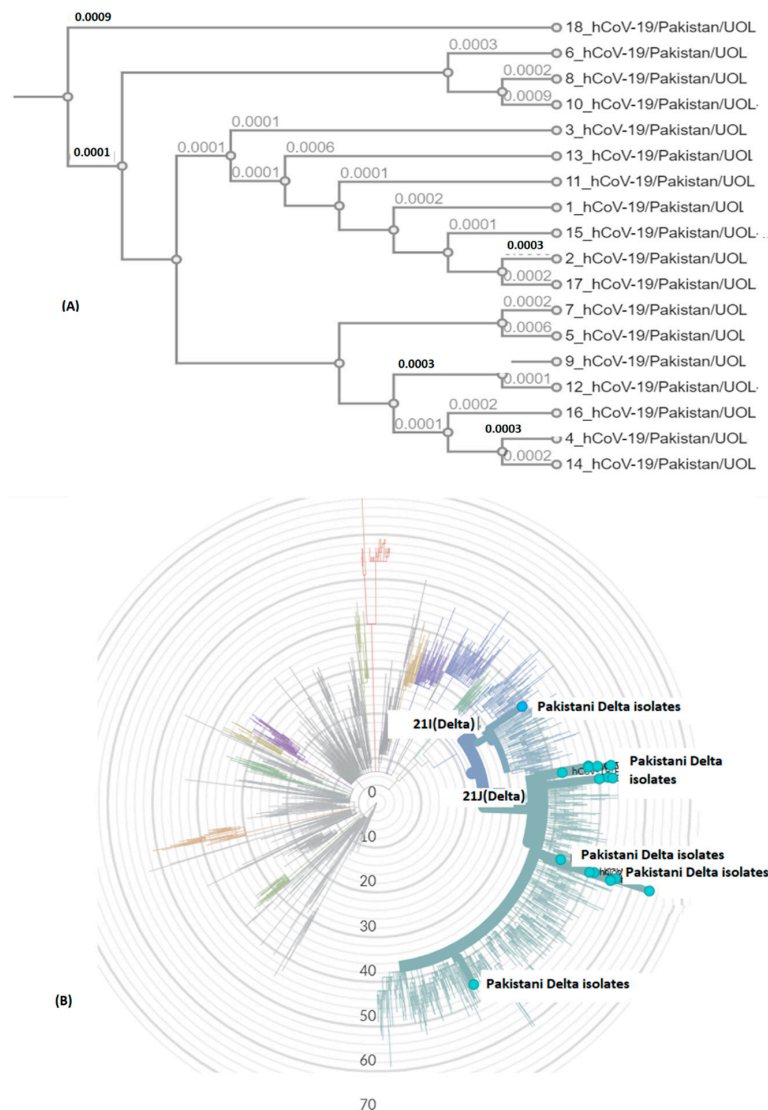 0.0009
18_hCoV-19/Pakistan/UOL
0.0003
6_hCoV-19/Pakistan/UOL
0.0002
8_hCoV-19/Pakistan/UOL
0.0009
10_hCoV-19/Pakistan/UOL
0.0001
0.0001
0.0001
3_hCoV-19/Pakistan/UOL
0.0001
0.0006
13_hCoV-19/Pakistan/UOL
0.0001
11_hCoV-19/Pakistan/UOL
0.0002
1_hCoV-19/Pakistan/UOL
0.0001
15_hCoV-19/Pakistan/UOL
0.0003
2_hCoV-19/Pakistan/UOL
0.0002
17_hCoV-19/Pakistan/UOL
(A)
0.0002
7_hCoV-19/Pakistan/UOL
0.0006
5_hCoV-19/Pakistan/UOL
9_hCoV-19/Pakistan/UOL
0.0003
0.0001
12_hCoV-19/Pakistan/UOL
0.0002
16_hCoV-19/Pakistan/UOL
0.0001
0.0003
4_hCoV-19/Pakistan/UOL
0.0002
14_hCoV-19/Pakistan/UOL
Pakistani Delta isolates
21I(Delta)
Pakistani Delta
isolates
21J(Delta)
0
10
20
30
40
50
60
70
Pakistani Delta isolates
Pakistani Delta isolates
Pakistani Delta isolates
(B)